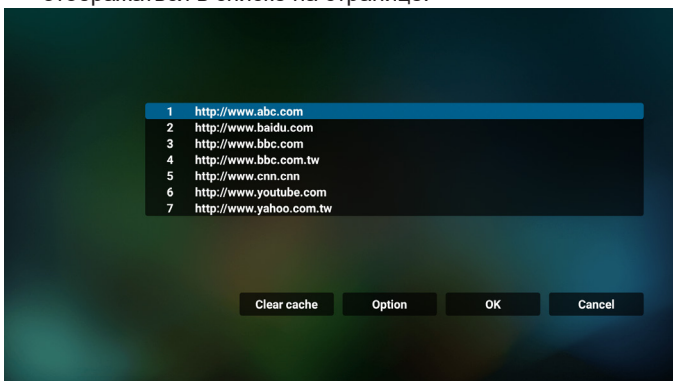 отображаться в списке на странице.
1 http://www.abc.com
2 http://www.baidu.com
3 http://www.bbc.com
4 http://www.bbc.com.tw
5 http://www.cnn.cnn
6 http://www.youtube.com
7 http://www.yahoo.com.tw
Clear cache Option OK Cancel